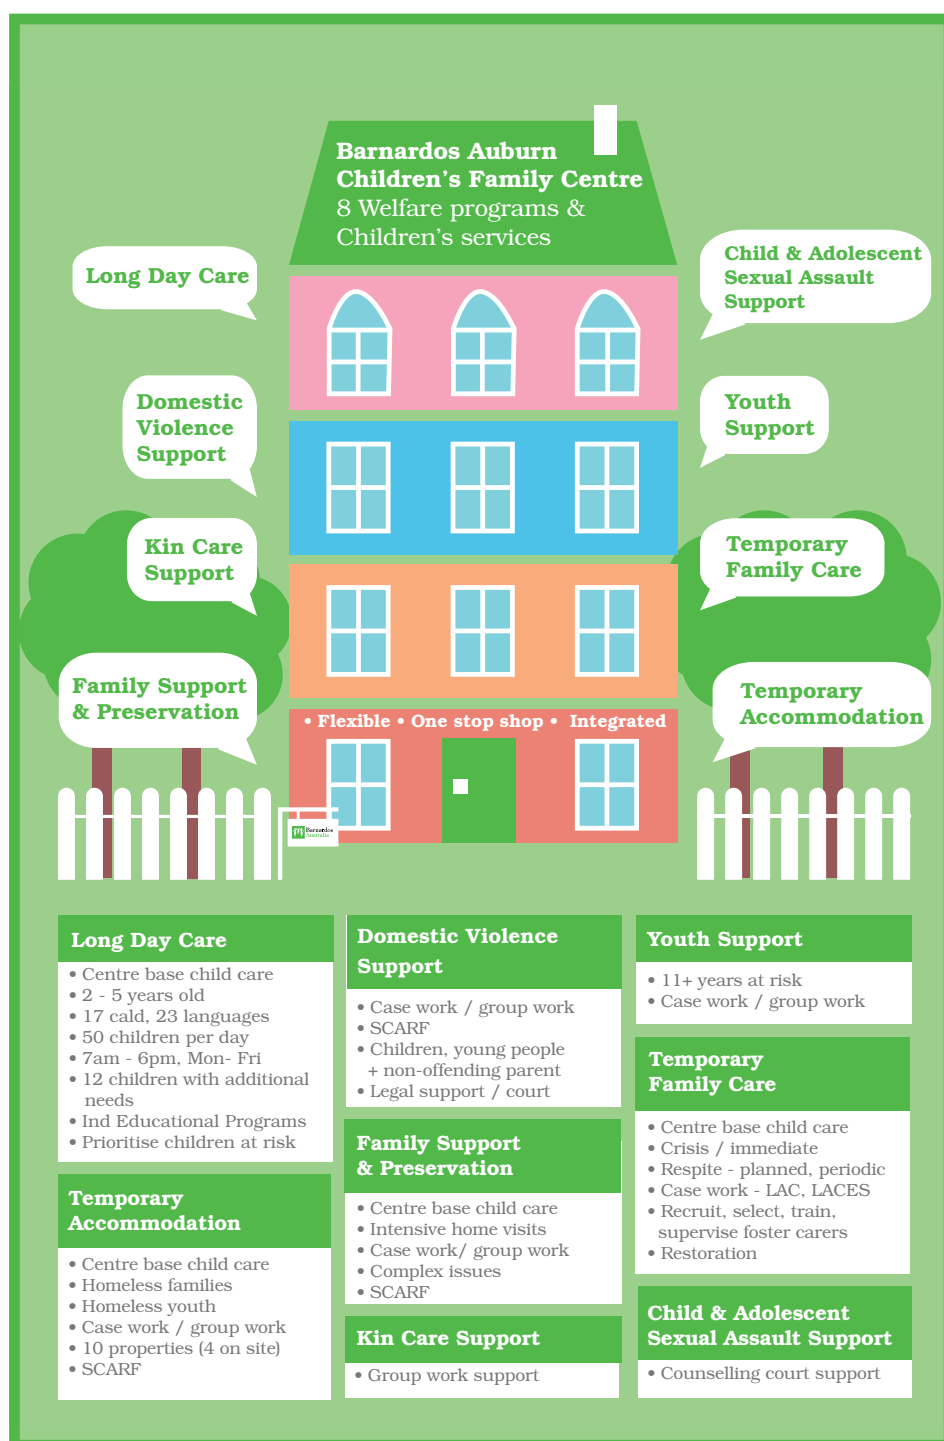 Barnardos Auburn
Children's Family Centre
8 Welfare programs &
Children's services
Long Day Care
Child & Adolescent
Sexual Assault
Support
Domestic
Violence
Support
Youth
Support
Kin Care
Support
Temporary
Family Care
Family Support
& Preservation
Temporary
Accommodation
• Flexible • One stop shop • Integrated
Barnardos
Australia
Long Day Care
• Centre base child care
• 2 - 5 years old
• 17 cald, 23 languages
• 50 children per day
• 7am - 6pm, Mon- Fri
• 12 children with additional
needs
• Ind Educational Programs
• Prioritise children at risk
Temporary
Accommodation
• Centre base child care
• Homeless families
• Homeless youth
• Case work / group work
• 10 properties (4 on site)
• SCARF
Domestic Violence
Support
• Case work / group work
• SCARF
• Children, young people
+ non-offending parent
• Legal support / court
Family Support
& Preservation
• Centre base child care
• Intensive home visits
• Case work/ group work
• Complex issues
• SCARF
Kin Care Support
• Group work support
Youth Support
• 11+ years at risk
• Case work / group work
Temporary
Family Care
• Centre base child care
• Crisis / immediate
• Respite - planned, periodic
• Case work - LAC, LACES
• Recruit, select, train,
supervise foster carers
• Restoration
Child & Adolescent
Sexual Assault Support
• Counselling court support